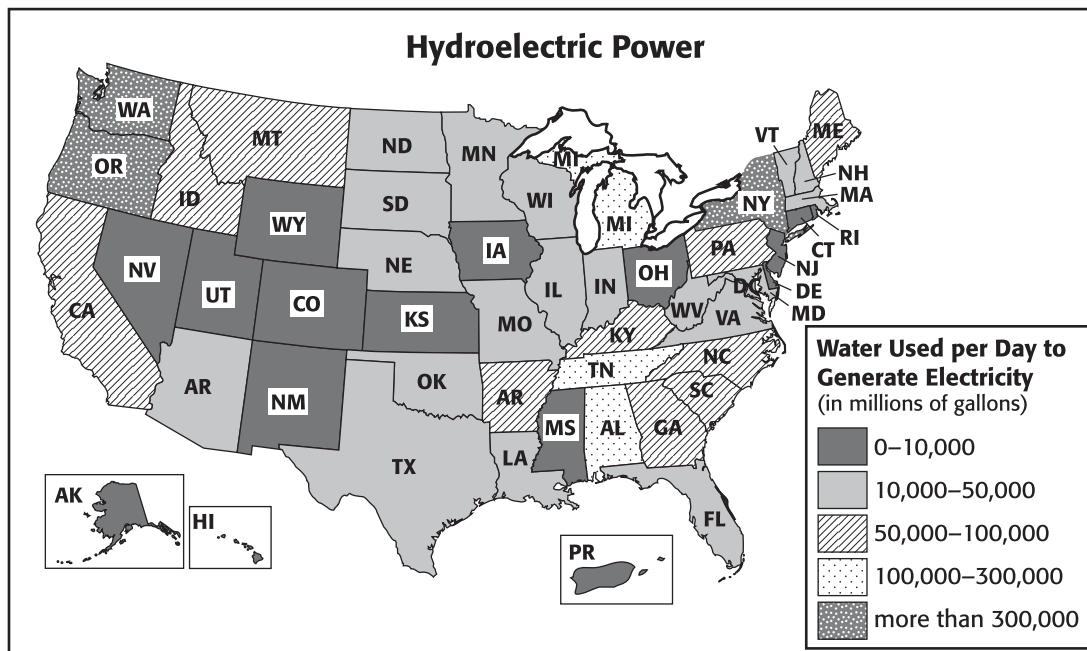 Hydroelectric Power
WA
OR
MT
ID
ND
MN
MI
SD
WI
WY
IA
NE
MI
NY
VT
ME
NH
MA
RI
CT
NJ
DE
MD
PA
OH
DC
NV
UT
CO
KS
CA
IL
IN
WV
VA
MO
KY
NC
TN
SC
AR
OK
NM
AR
MS
AL
GA
LA
TX
FL
AK
HI
PR
Water Used per Day to
Generate Electricity
(in millions of gallons)
0–10,000
10,000–50,000
50,000–100,000
100,000–300,000
more than 300,000